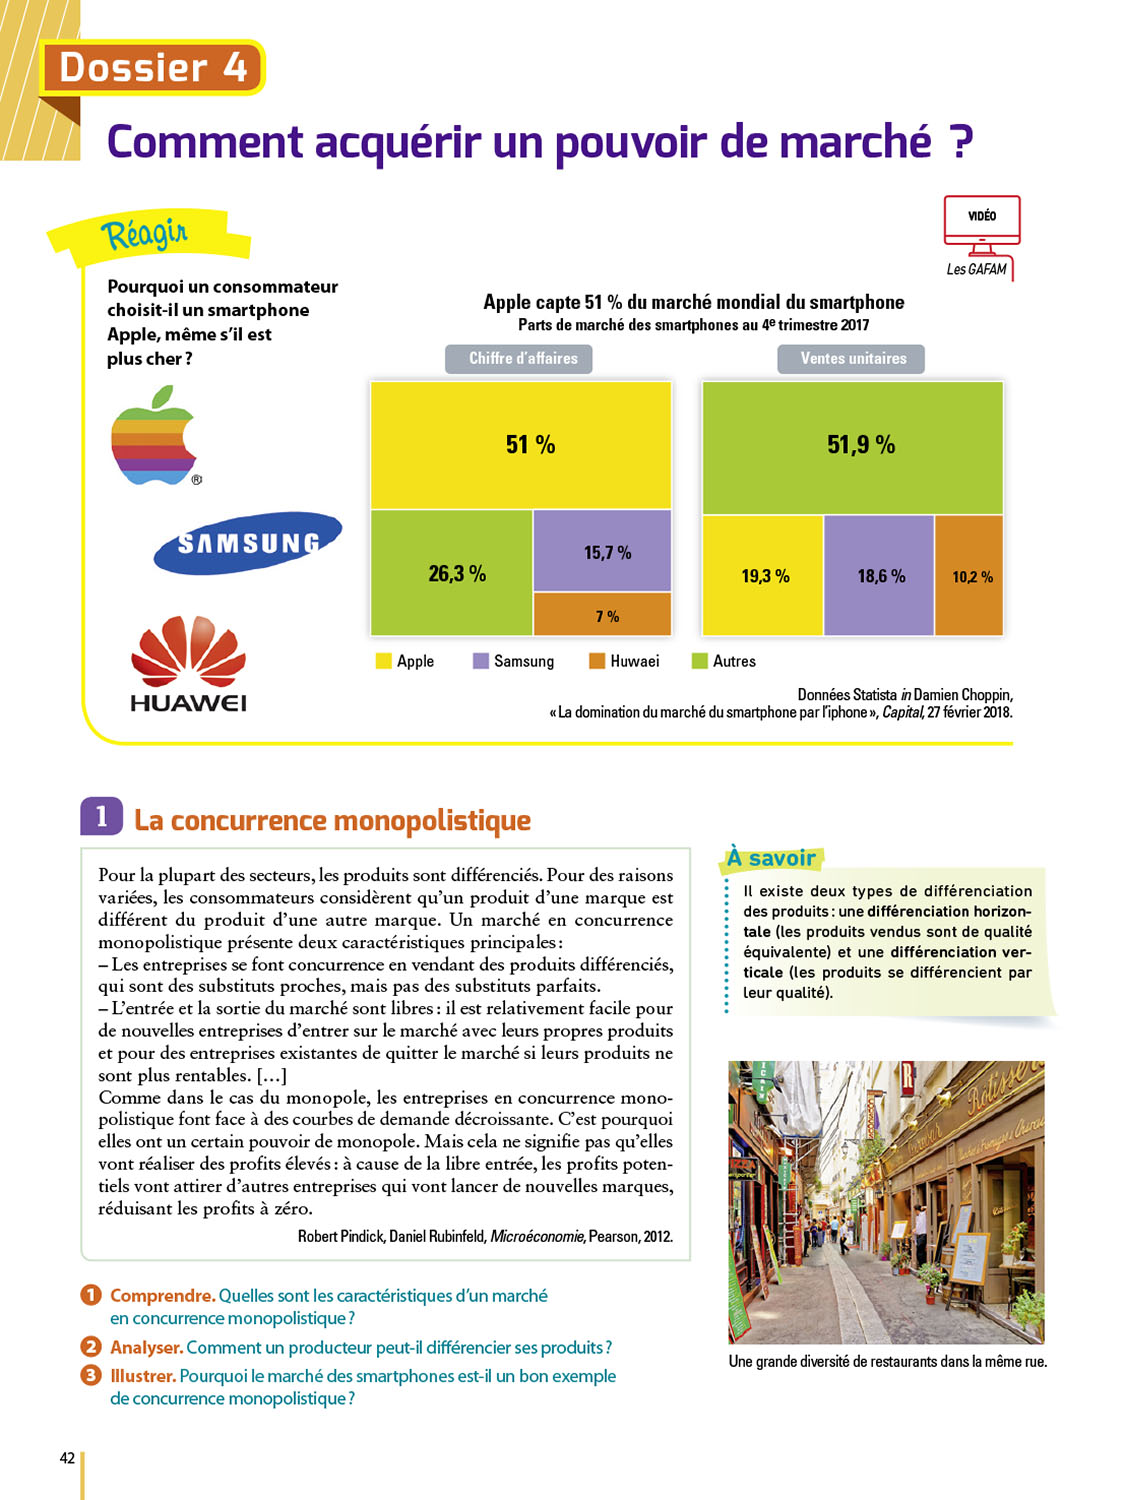 Dossier 4
Comment acquérir un pouvoir de marché ?
Réagir
VIDÉO
Les GAFAM
Pourquoi un consommateur
choisit-il un smartphone
Apple, même s'il est
plus cher ?
®
SAMSUNG
HUAWEI
Apple capte 51 % du marché mondial du smartphone
Parts de marché des smartphones au 4e trimestre 2017
Chiffre d'affaires
Ventes unitaires
51 %
26,3 %
15,7 %
7 %
51,9 %
19,3 %
18,6 %
10,2 %
Apple
Samsung
Huwaei
Autres
Données Statista in Damien Choppin,
« La domination du marché du smartphone par l'iphone », Capital, 27 février 2018.
1 La concurrence monopolistique
Pour la plupart des secteurs, les produits sont différenciés. Pour des raisons
variées, les consommateurs considèrent qu'un produit d'une marque est
différent du produit d'une autre marque. Un marché en concurrence
monopolistique présente deux caractéristiques principales :
– Les entreprises se font concurrence en vendant des produits différenciés,
qui sont des substituts proches, mais pas des substituts parfaits.
– L'entrée et la sortie du marché sont libres : il est relativement facile pour
de nouvelles entreprises d'entrer sur le marché avec leurs propres produits
et pour des entreprises existantes de quitter le marché si leurs produits ne
sont plus rentables. […]
Comme dans le cas du monopole, les entreprises en concurrence mono-
polistique font face à des courbes de demande décroissante. C'est pourquoi
elles ont un certain pouvoir de monopole. Mais cela ne signifie pas qu'elles
vont réaliser des profits élevés : à cause de la libre entrée, les profits poten-
tiels vont attirer d'autres entreprises qui vont lancer de nouvelles marques,
réduisant les profits à zéro.
Robert Pindick, Daniel Rubinfeld, Microéconomie, Pearson, 2012.
1 Comprendre. Quelles sont les caractéristiques d'un marché
en concurrence monopolistique ?
2 Analyser. Comment un producteur peut-il différencier ses produits ?
3 Illustrer. Pourquoi le marché des smartphones est-il un bon exemple
de concurrence monopolistique ?
À savoir
Il existe deux types de différenciation
des produits : une différenciation horizon-
tale (les produits vendus sont de qualité
équivalente) et une différenciation ver-
ticale (les produits se différencient par
leur qualité).
R
PIZZA
Une grande diversité de restaurants dans la même rue.
42